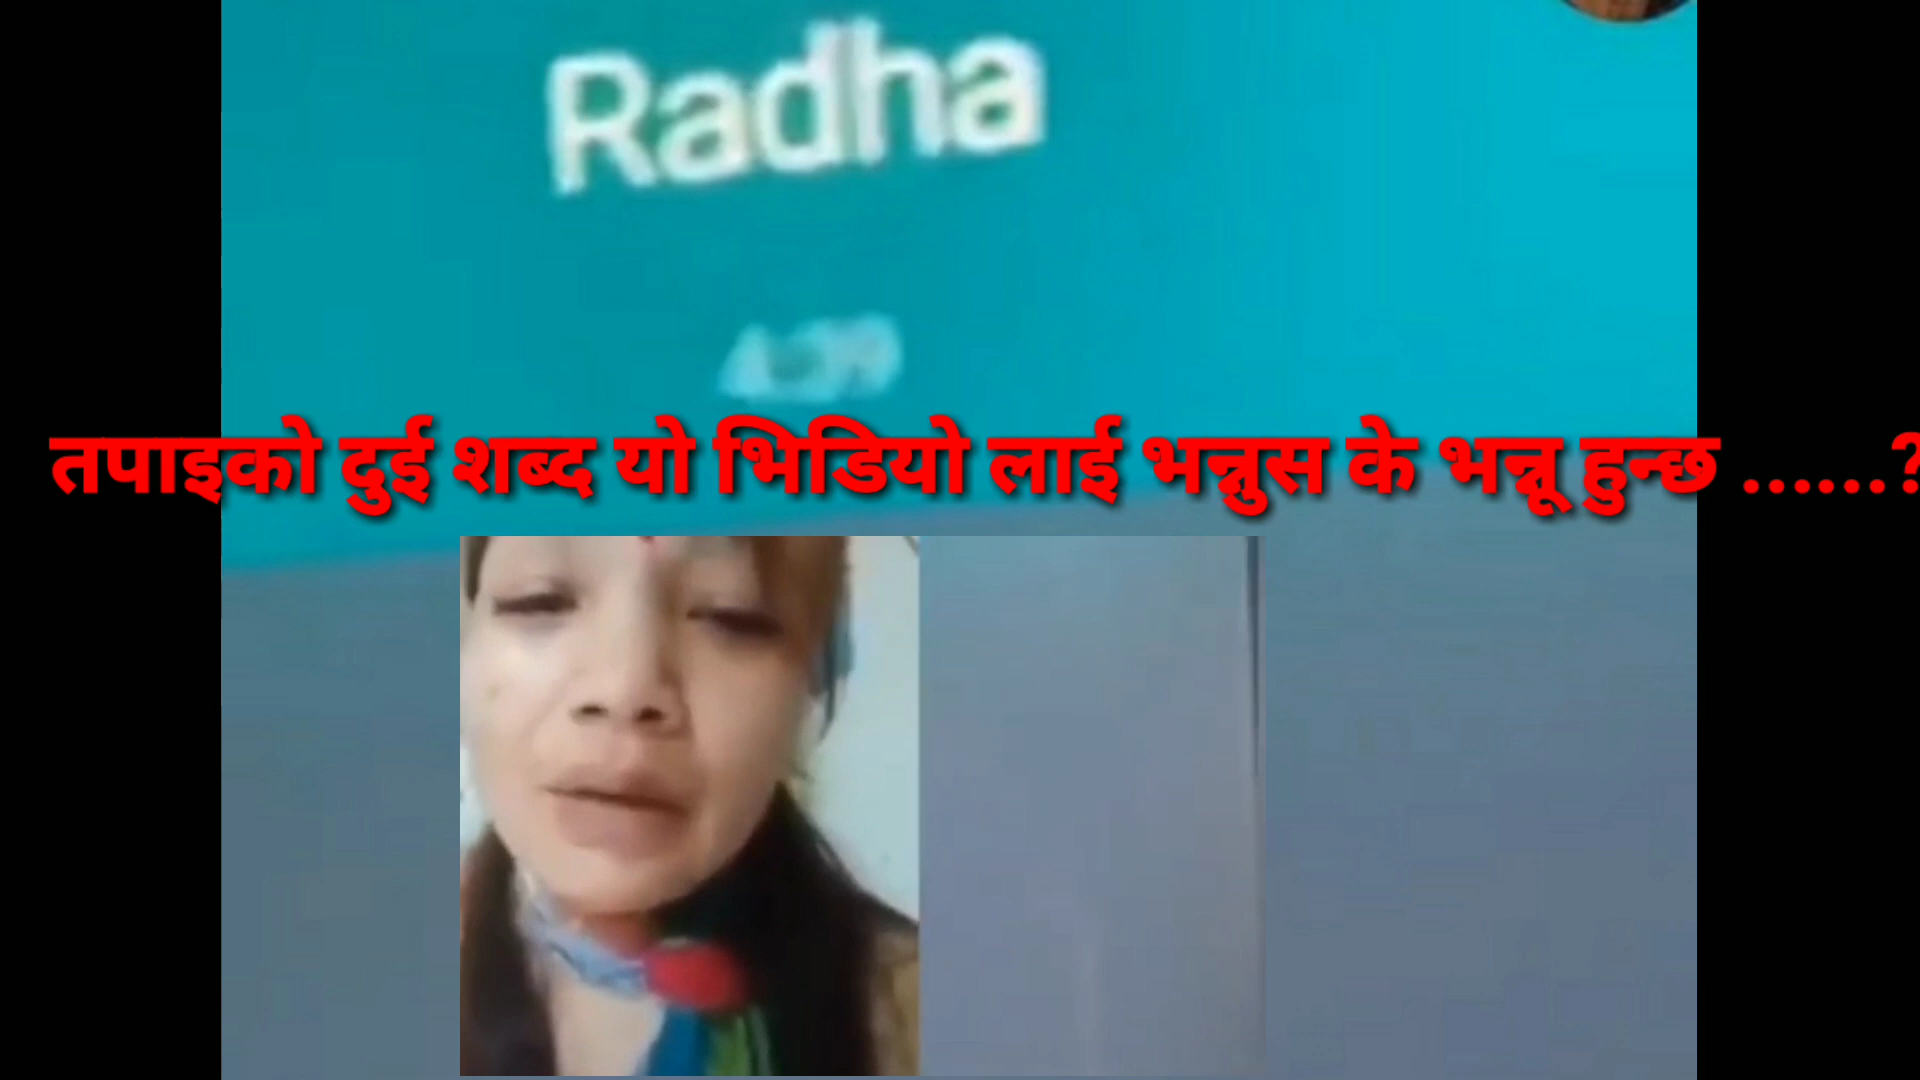 Radha
तपाइको दुई शब्द यो भिडियो लाई भन्नुस के भन्नू हुन्छ ......?